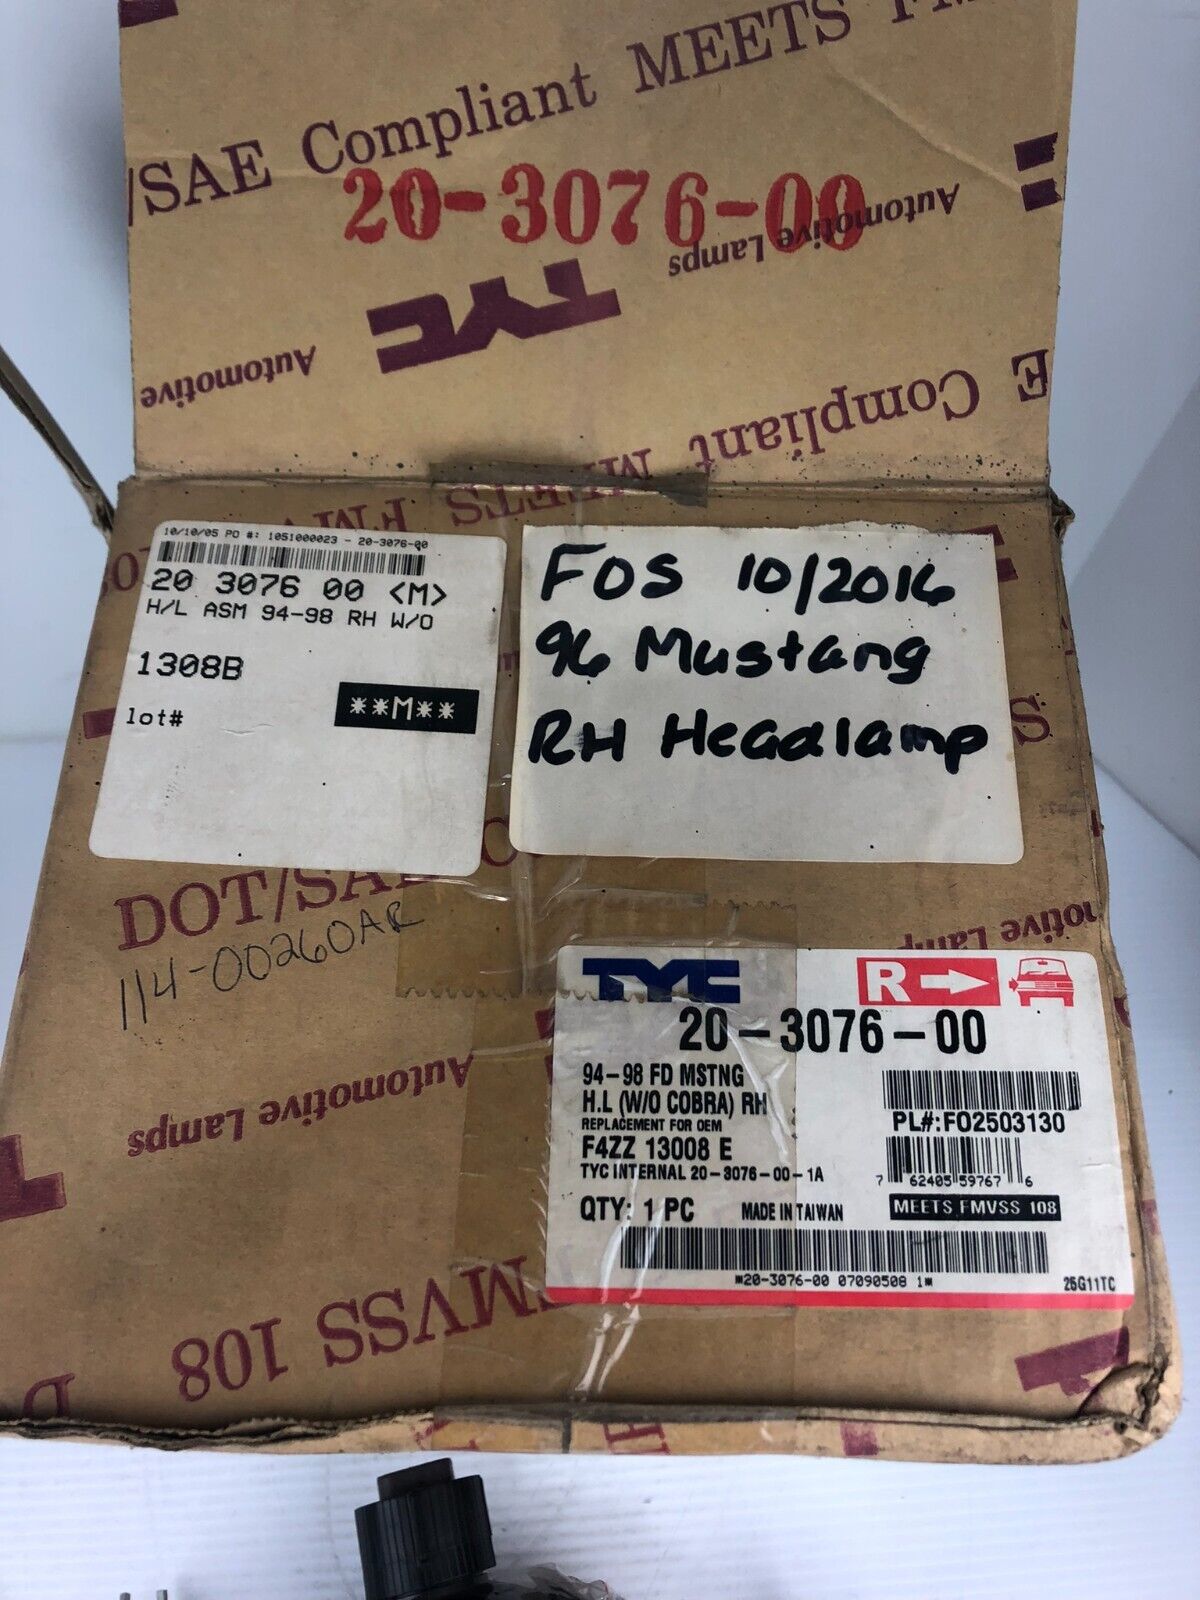 /SAE Compliant MEETS FM
20-3076-00
Automotive Lamps
TYC
Automotive
Compliant
MEETS FM
10/10/05 PO #: 1051000023 - 20-3076-00
20 3076 00 <M>
H/L ASM 94-98 RH W/O
1308B
**M**
lot#
FOS 10/2016
96 Mustang
RH Headlamp
S
DOT/SAE CO
114-00260AR
Automotive Lamps
TYC
R
20-3076-00
94-98 FD MSTNG
H.L (W/O COBRA) RH
REPLACEMENT FOR OEM
F4ZZ 13008 E
TYC INTERNAL 20-3076-00-1A
PL#:FO2503130
7 62405 59767 6
QTY: 1 PC MADE IN TAIWAN
MEETS FMVSS 108
*20-3076-00 07090508 1*
25G11TC
Automotive Lamps
FMVSS 108